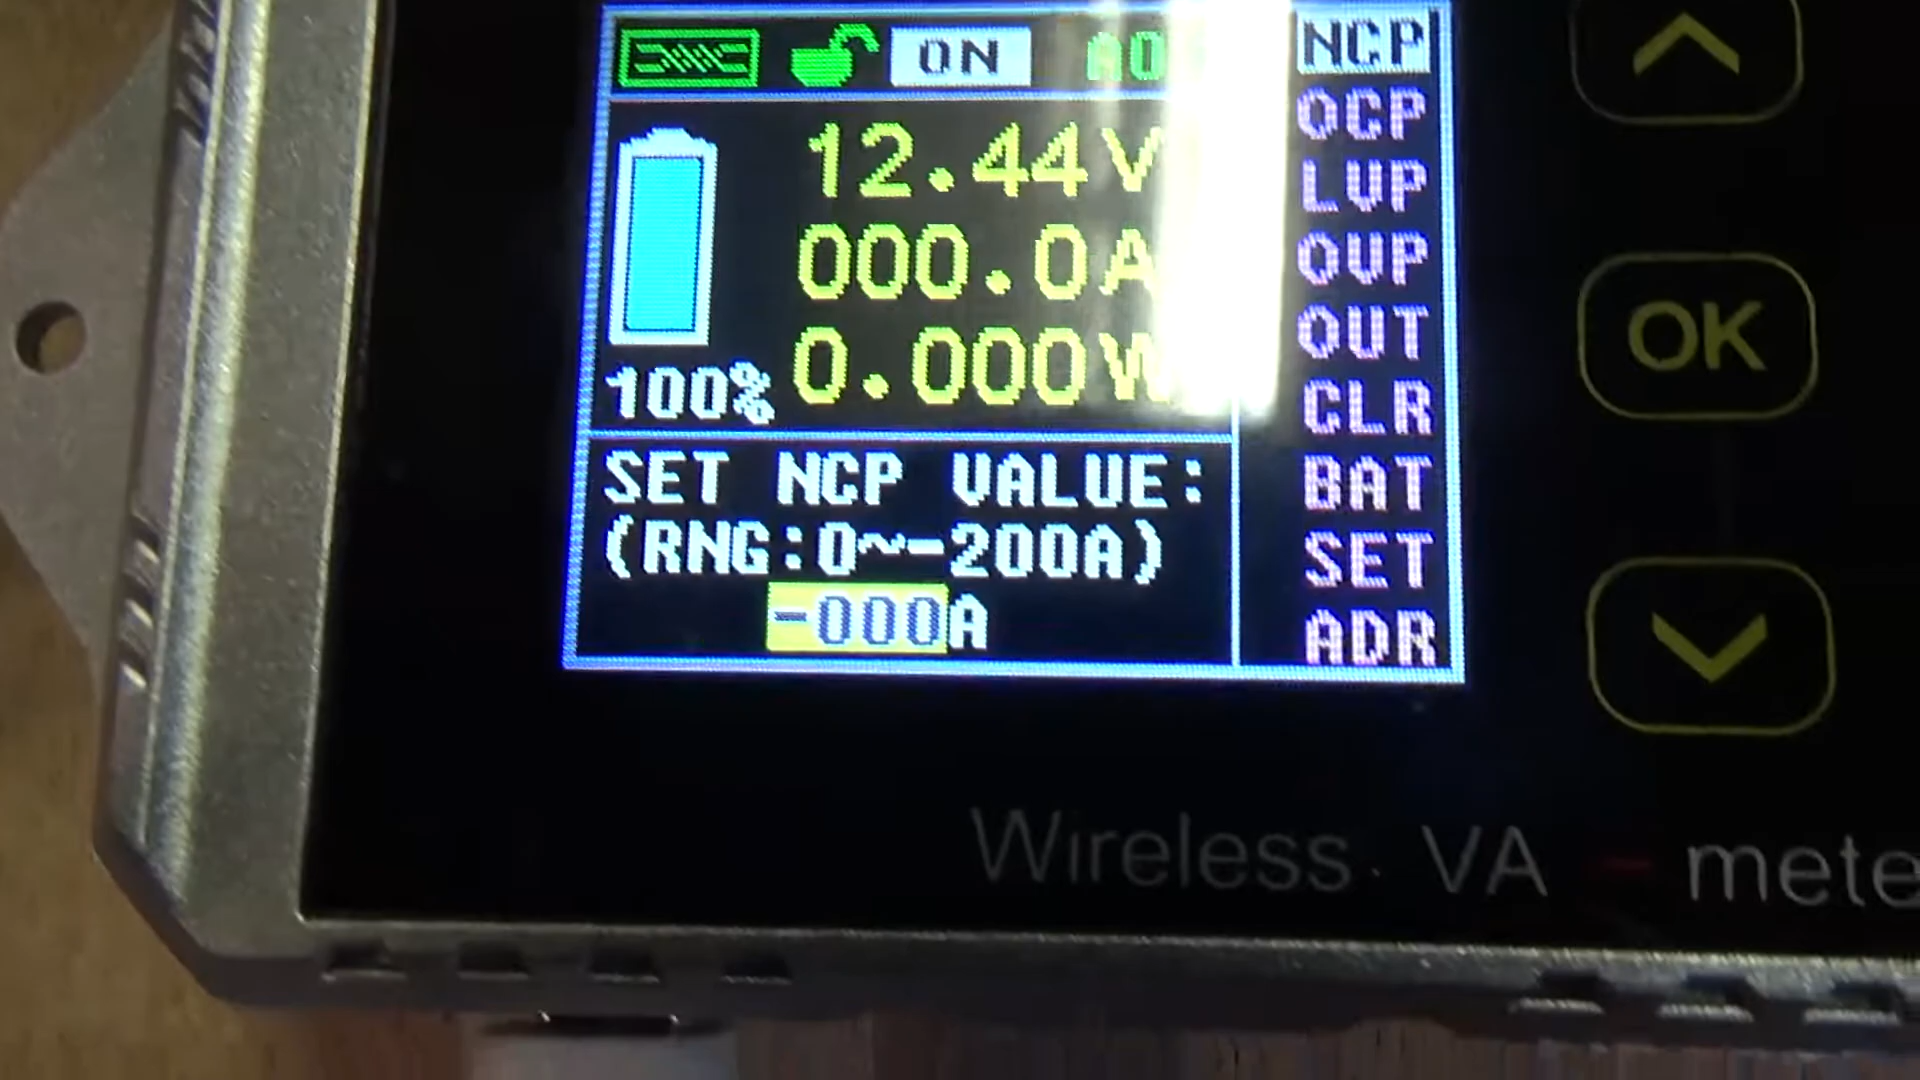 ON
12.44V
000.0A
0.000W
100%
SET NCP VALUE:
(RNG:0~-200A)
-000A
NCP
OCP
LVP
OVP
OUT
CLR
BAT
SET
ADR
OK
Wireless VA - mete